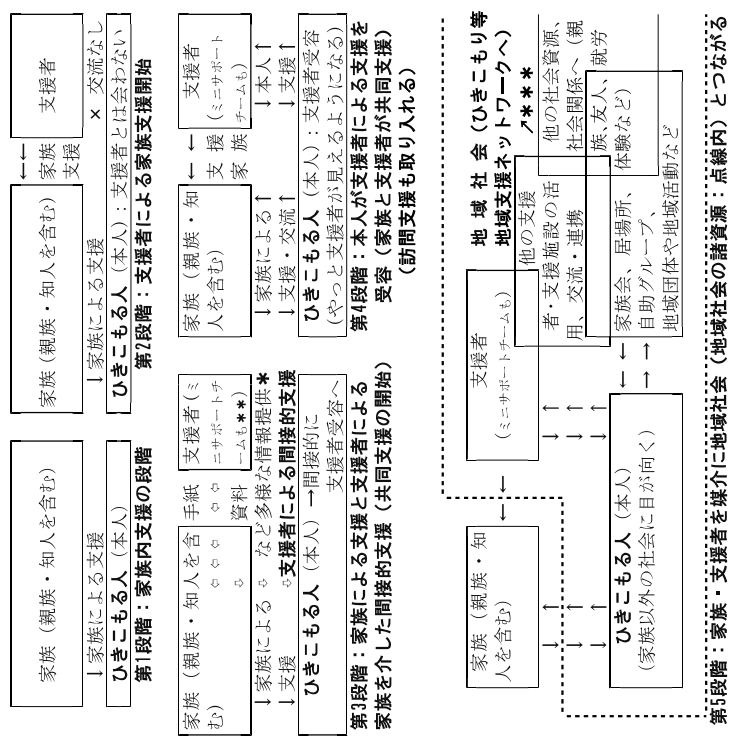 家族（親族・知人を含む）
↓家族による支援
ひきこもる人（本人）
第1段階：家族内支援の段階
家族（親族・知人を含む）
←←
家族
支援
支援者
↓家族による支援　　× 交流なし
ひきこもる人（本人）：支援者とは会わない
第2段階：支援者による家族支援開始
家族（親族・知人を含
む）
手紙
資料
支援者（ミ
ニサポートチ
ームも＊＊）
↓家族による⇩ など多様な情報提供＊
↓支援　　⇩支援者による間接的支援
ひきこもる人（本人）→間接的に
支援者受容へ
第3段階：家族による支援と支援者による
家族を介した間接的支援（共同支援の開始）
家族（親族・知
人を含む）
←←
支援
家族
支援者
（ミニサポート
チームも）
↓家族による↑　　↓本人↑
↓支援・交流↑　　↓支援↑
ひきこもる人（本人）：支援者受容
（やっと支援者が見えるようになる）
第4段階：本人が支援者による支援を
受容（家族と支援者が共同支援）
（訪問支援も取り入れる）
家族（親族・知
人を含む）
支援者
（ミニサポートチームも）
地域社会（ひきこもり等
地域支援ネットワークへ）
↗＊＊＊
他の支援
者・支援施設の活
用、交流・連携
他の社会資源、
社会関係へ（親
族、友人、就労
体験など）
家族会、居場所、
自助グループ、
地域団体や地域活動など
ひきこもる人（本人）
（家族以外の社会に目が向く）
第5段階：家族・支援者を媒介に地域社会（地域社会の諸資源：点線内）とつながる